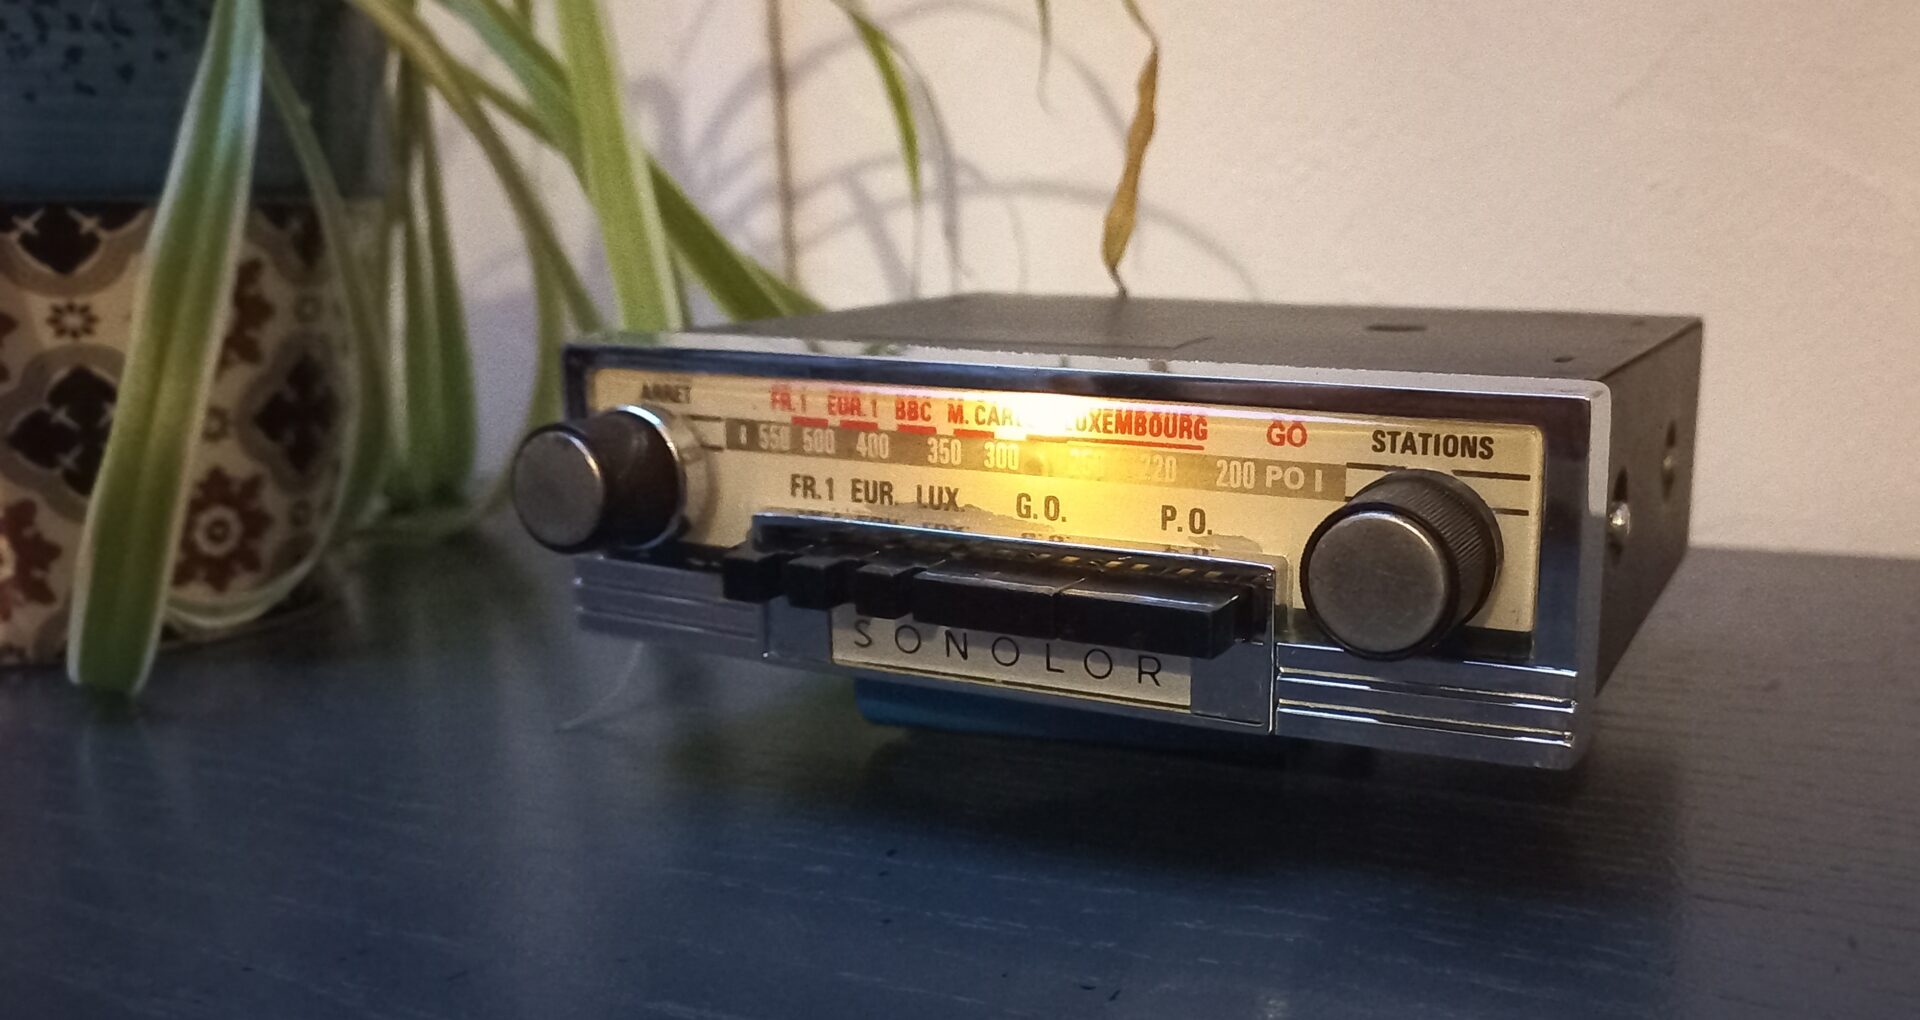 ARRET
FR.1 EUR.1 BBC M. CARL LUXEMBOURG GO
550 500 400 350 300 220 200 PO
STATIONS
FR.1 EUR. LUX. G.O. P.O.
SONOLOR